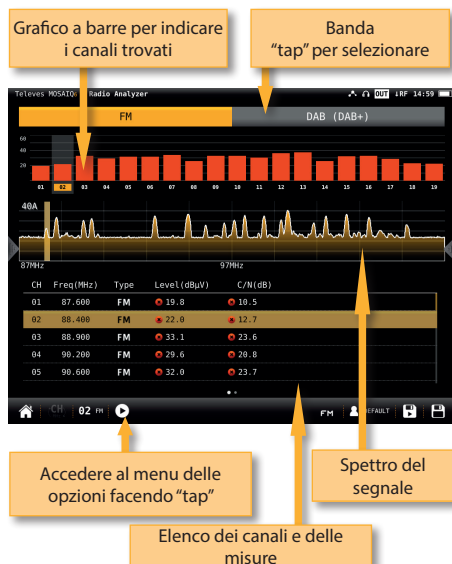 Grafico a barre per indicare
i canali trovati
Banda
"tap" per selezionare
Televes MOSAIQ Radio Analyzer
OUT ↓RF 14:59
FM
DAB (DAB+)
60
40
20
01 02 03 04 05 06 07 08 09 10 11 12 13 14 15 16 17 18 19
40A
87MHz
97MHz
CH Freq(MHz) Type Level(dBμV) C/N(dB)
01 87.600 FM 19.8 10.5
02 88.400 FM 22.0 12.7
03 88.900 FM 33.1 23.6
04 90.200 FM 29.6 20.8
05 90.600 FM 32.0 23.7
CH 02 FM
FM
DEFAULT
Accedere al menu delle
opzioni facendo "tap"
Spettro del
segnale
Elenco dei canali e delle
misure